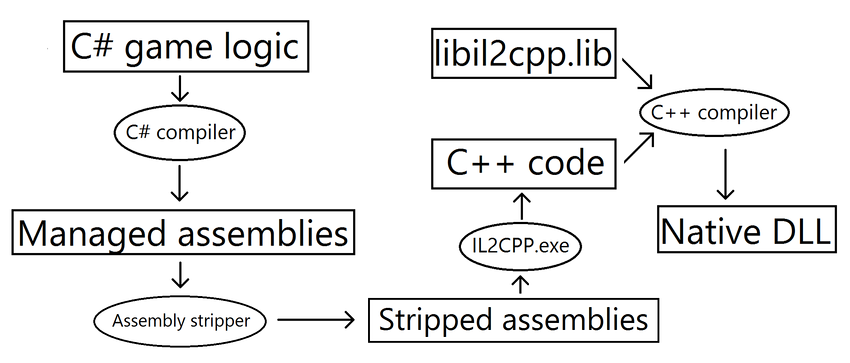 C# game logic
C# compiler
Managed assemblies
Assembly stripper
Stripped assemblies
IL2CPP.exe
C++ code
libil2cpp.lib
C++ compiler
Native DLL